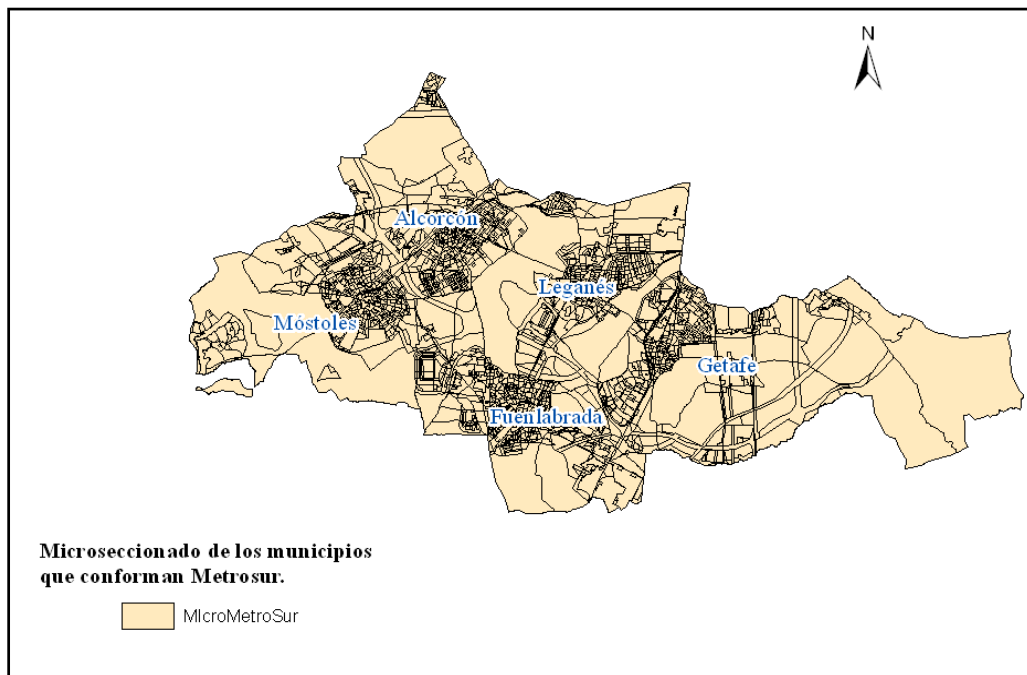 N
Alcorcón
Leganés
Móstoles
Getafe
Fuenlabrada
Microseccionado de los municipios
que conforman Metrosur.
MIcroMetroSur